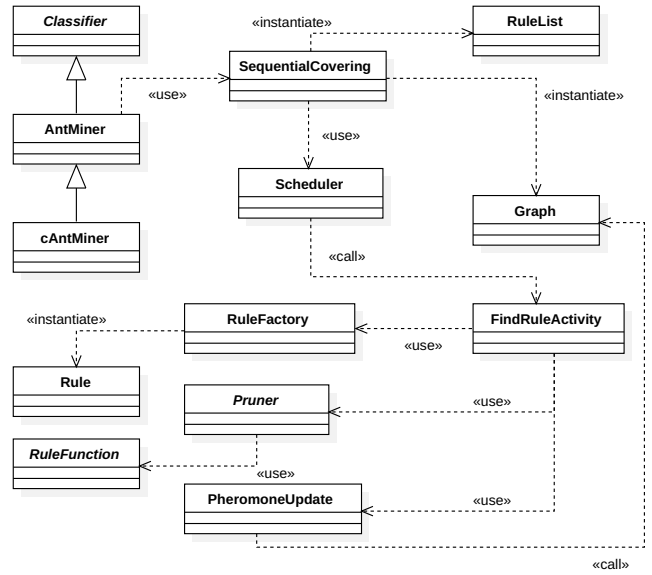 Classifier
«instantiate»
RuleList
SequentialCovering
«use»
«instantiate»
AntMiner
«use»
Scheduler
Graph
cAntMiner
«call»
«instantiate»
RuleFactory
FindRuleActivity
«use»
Rule
Pruner
«use»
RuleFunction
«use»
PheromoneUpdate
«use»
«call»